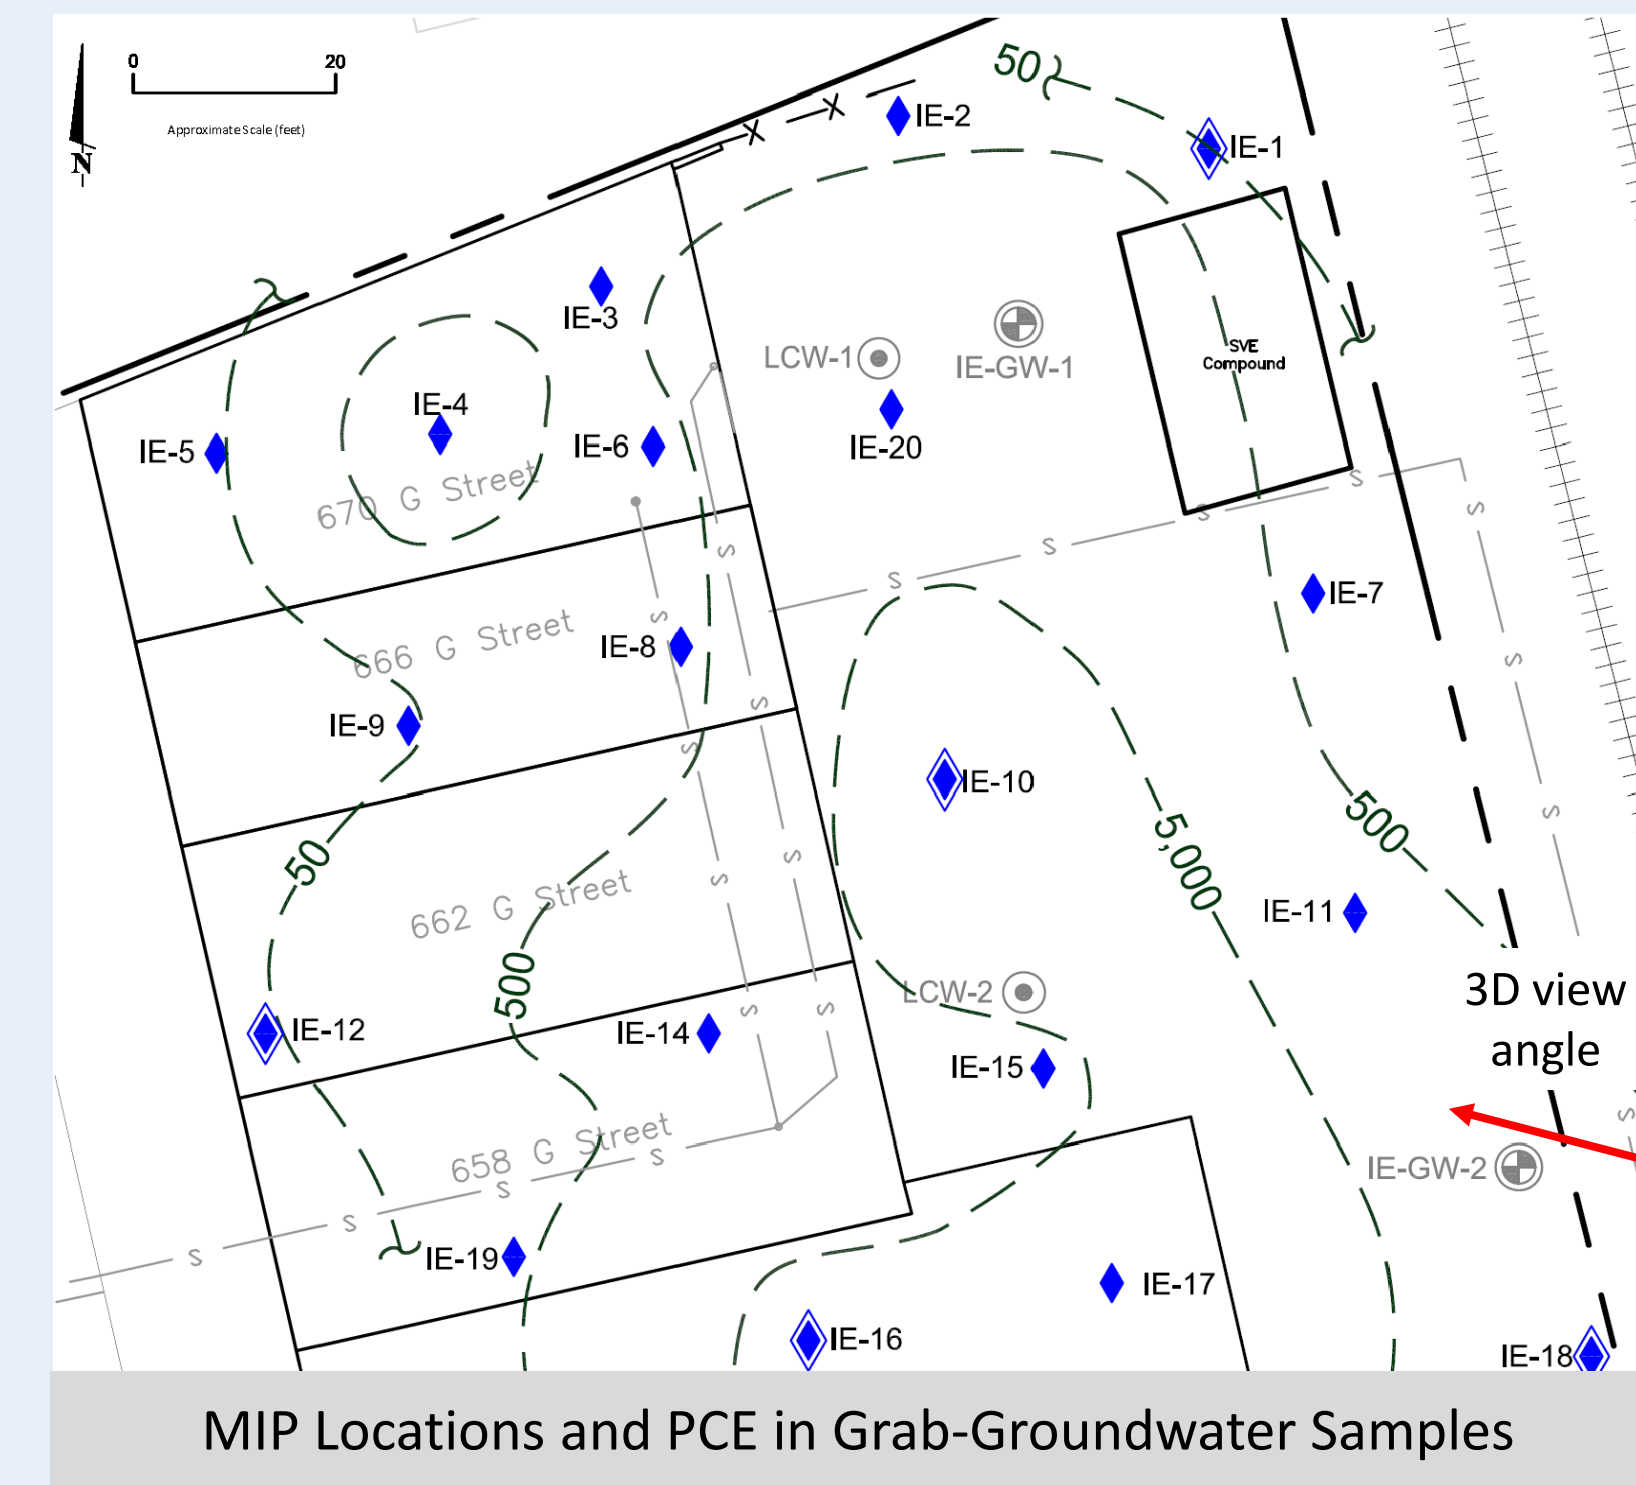 0 20
Approximate Scale (feet)
N
50
IE-2
IE-1
X X
IE-3
LCW-1
IE-GW-1
SVE
Compound
IE-4
IE-5
IE-6
IE-20
670 G Street
S
S
S
S
S
S
IE-7
666 G Street
S
IE-8
S
S
IE-9
S
IE-10
50
5,000
500
S
S
S
662 G Street
IE-11
500
LCW-2
3D view
angle
IE-12
IE-14
S
S
IE-15
S
658 G Street
S
S
S
S
IE-GW-2
IE-19
IE-17
IE-16
IE-18
MIP Locations and PCE in Grab-Groundwater Samples